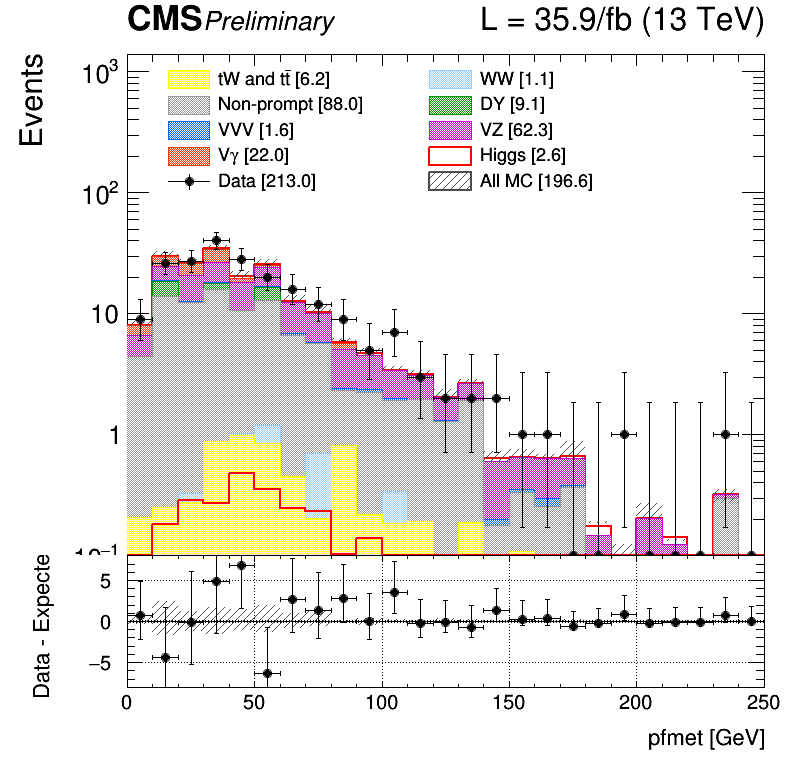 CMS Preliminary L = 35.9/fb (13 TeV)
Events
tW and tt̄ [6.2] WW [1.1]
Non-prompt [88.0] DY [9.1]
VVV [1.6] VZ [62.3]
Vγ [22.0] Higgs [2.6]
Data [213.0] All MC [196.6]
10³
10²
10
1
10⁻¹
Data - Expecte
5
0
−5
0 50 100 150 200 250
pfmet [GeV]